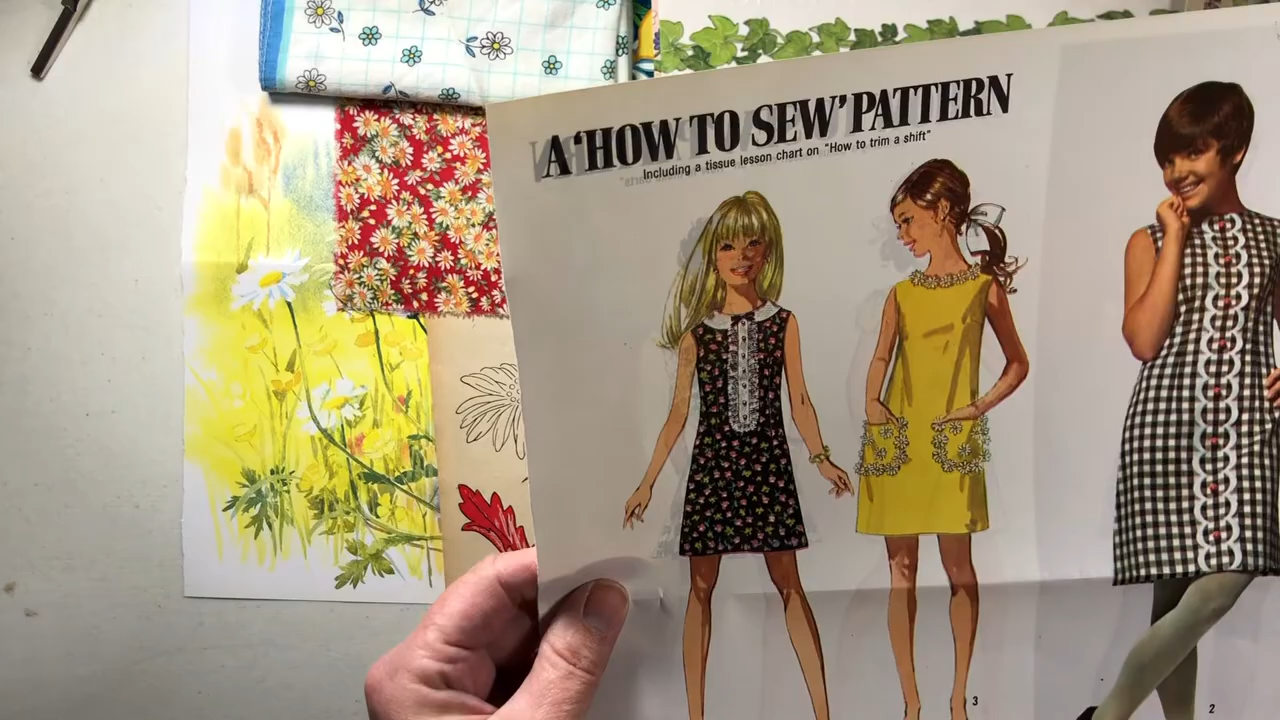 A 'HOW TO SEW' PATTERN
Including a tissue lesson chart on "How to trim a shift"
3
2